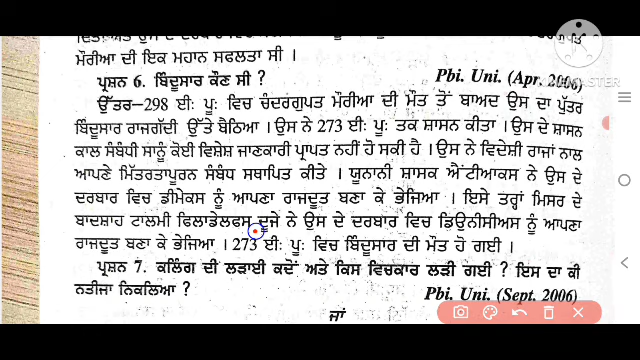 ਮੌਰੀਆ ਦੀ ਇਕ ਮਹਾਨ ਸਫਲਤਾ ਸੀ ।
ਪ੍ਰਸ਼ਨ 6. ਬਿੰਦੂਸਾਰ ਕੌਣ ਸੀ ? Pbi. Uni. (Apr. 2006)
ਉੱਤਰ—298 ਈ: ਪੂ: ਵਿਚ ਚੰਦਰਗੁਪਤ ਮੌਰੀਆ ਦੀ ਮੌਤ ਤੋਂ ਬਾਅਦ ਉਸ ਦਾ ਪੁੱਤਰ
ਬਿੰਦੂਸਾਰ ਰਾਜਗੱਦੀ ਉੱਤੇ ਬੈਠਿਆ । ਉਸ ਨੇ 273 ਈ: ਪੂ: ਤਕ ਸ਼ਾਸਨ ਕੀਤਾ । ਉਸ ਦੇ ਸ਼ਾਸਨ
ਕਾਲ ਸੰਬੰਧੀ ਸਾਨੂੰ ਕੋਈ ਵਿਸ਼ੇਸ਼ ਜਾਣਕਾਰੀ ਪ੍ਰਾਪਤ ਨਹੀਂ ਹੋ ਸਕੀ ਹੈ । ਉਸ ਨੇ ਵਿਦੇਸ਼ੀ ਰਾਜਾਂ ਨਾਲ
ਆਪਣੇ ਮਿੱਤਰਤਾਪੂਰਨ ਸੰਬੰਧ ਸਥਾਪਿਤ ਕੀਤੇ । ਯੂਨਾਨੀ ਸ਼ਾਸਕ ਐਂਟੀਆਕਸ ਨੇ ਉਸ ਦੇ
ਦਰਬਾਰ ਵਿਚ ਡੀਮੇਕਸ ਨੂੰ ਆਪਣਾ ਰਾਜਦੂਤ ਬਣਾ ਕੇ ਭੇਜਿਆ । ਇਸੇ ਤਰ੍ਹਾਂ ਮਿਸਰ ਦੇ
ਬਾਦਸ਼ਾਹ ਟਾਲਮੀ ਫਿਲਾਡੇਲਫਸ ਦੂਜੇ ਨੇ ਉਸ ਦੇ ਦਰਬਾਰ ਵਿਚ ਡਿਉਨੀਸੀਅਸ ਨੂੰ ਆਪਣਾ
ਰਾਜਦੂਤ ਬਣਾ ਕੇ ਭੇਜਿਆ । 273 ਈ: ਪੂ: ਵਿਚ ਬਿੰਦੂਸਾਰ ਦੀ ਮੌਤ ਹੋ ਗਈ ।
ਪ੍ਰਸ਼ਨ 7. ਕਲਿੰਗ ਦੀ ਲੜਾਈ ਕਦੋਂ ਅਤੇ ਕਿਸ ਵਿਚਕਾਰ ਲੜੀ ਗਈ ? ਇਸ ਦਾ ਕੀ
ਨਤੀਜਾ ਨਿਕਲਿਆ ? Pbi. Uni. (Sept. 2006)
ਜਾਂ